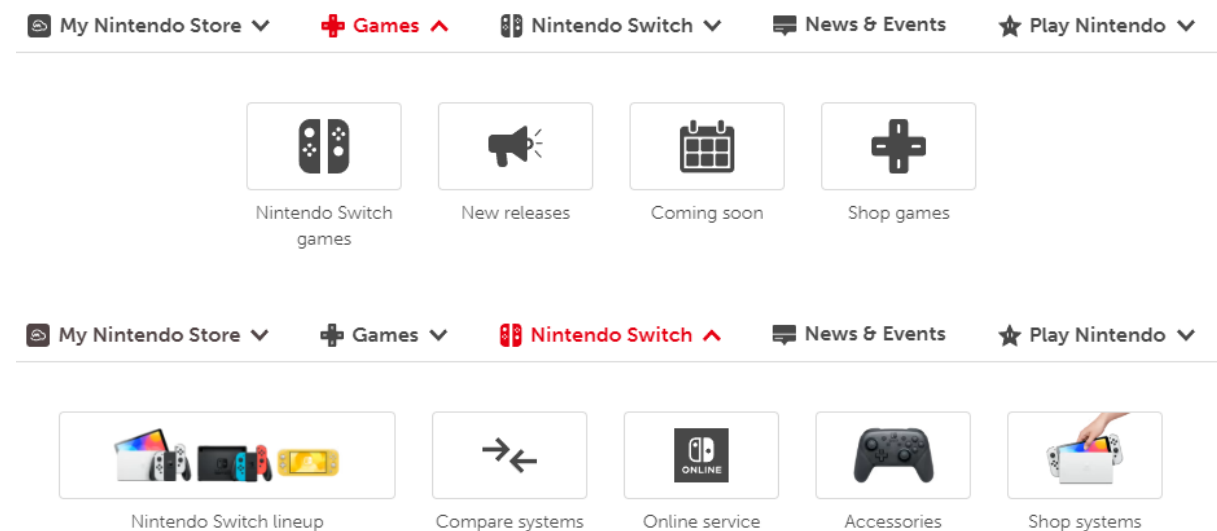 My Nintendo Store Games Nintendo Switch News & Events Play Nintendo
Nintendo Switch games New releases Coming soon Shop games
My Nintendo Store Games Nintendo Switch News & Events Play Nintendo
ONLINE
Nintendo Switch lineup Compare systems Online service Accessories Shop systems